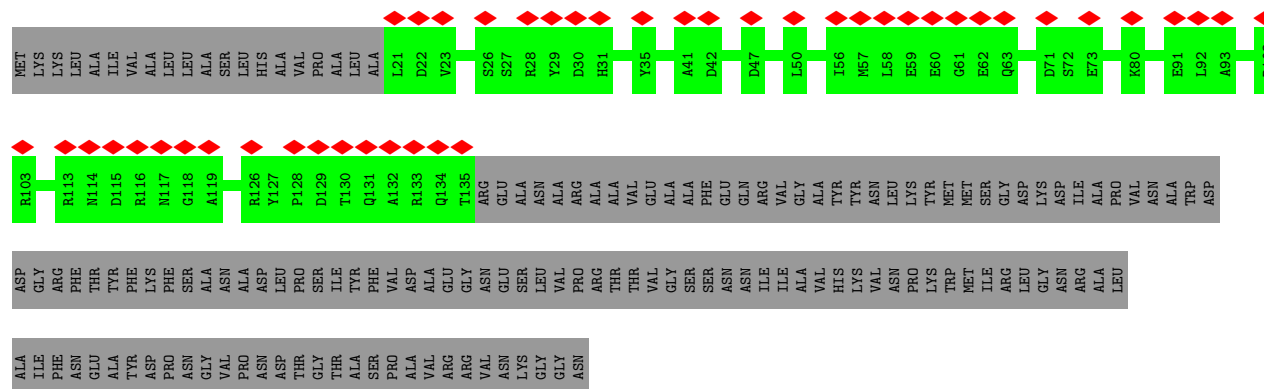 MET LYS LYS LEU ALA ILE VAL ALA LEU LEU ALA SER LEU HIS ALA VAL PRO ALA LEU ALA L21 D22 V23 S26 S27 R28 Y29 D30 H31 Y35 A41 D42 D47 L50 I56 M57 L58 E59 E60 G61 E62 Q63 D71 S72 E73 K80 E91 L92 A93
R103 R113 N114 D115 R116 N117 G118 A119 R126 Y127 P128 D129 T130 Q131 A132 R133 Q134 T135 ARG GLU ALA ASN ALA ARG ALA ALA VAL GLU ALA ALA PHE GLU GLN ARG VAL GLY ALA TYR TYR ASN LEU LYS TYR MET MET SER GLY ASP LYS ASP ILE ALA PRO VAL ASN ALA TRP ASP
ASP GLY ARG PHE THR TYR PHE LYS PHE SER ALA ASN ALA ASP LEU PRO SER ILE TYR PHE VAL ASP ALA GLU GLY ASN GLU SER LEU VAL PRO ARG THR THR VAL GLY SER SER ASN ASN ILE ILE ALA VAL HIS LYS VAL ASN PRO LYS TRP MET ILE ARG LEU GLY ASN ARG ALA LEU
ALA ILE PHE ASN GLU ALA TYR ASP PRO ASN GLY VAL PRO ASN ASP THR GLY THR ALA SER PRO ALA VAL ARG ARG VAL ASN LYS GLY GLY ASN